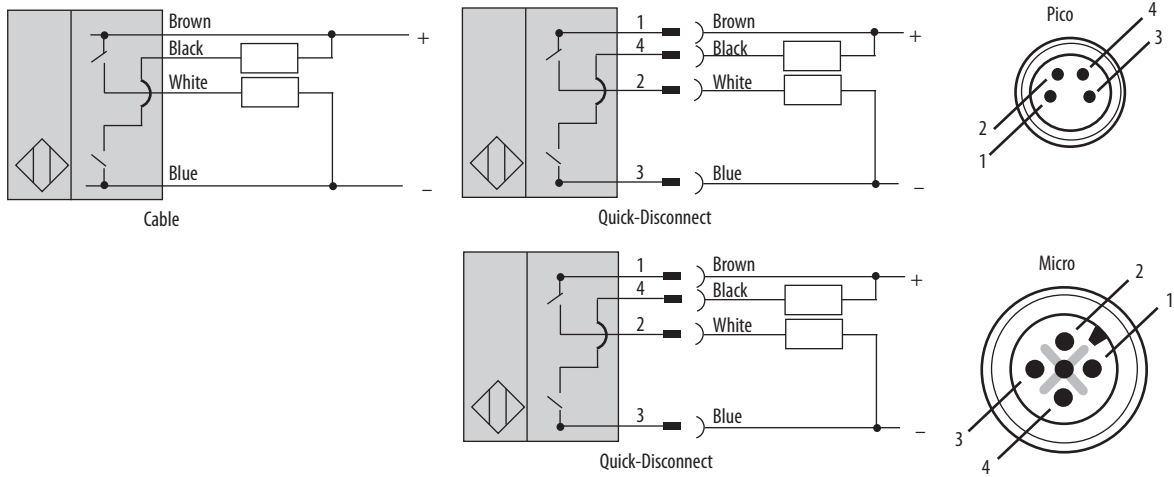 Brown
+
Black
White
Blue
–
Cable
1
Brown
+
4
Black
2
White
3
Blue
–
Quick-Disconnect
Pico
4
3
2
1
1
Brown
+
4
Black
2
White
3
Blue
–
Quick-Disconnect
Micro
2
1
3
4